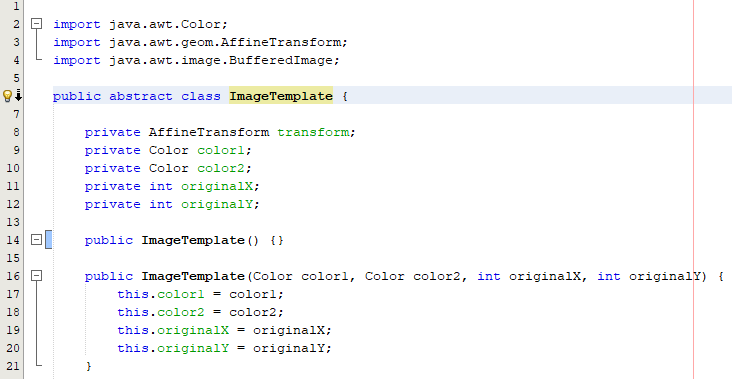 1
2 import java.awt.Color;
3 import java.awt.geom.AffineTransform;
4 import java.awt.image.BufferedImage;
5
public abstract class ImageTemplate {
7
8 private AffineTransform transform;
9 private Color color1;
10 private Color color2;
11 private int originalX;
12 private int originalY;
13
14 public ImageTemplate() {}
15
16 public ImageTemplate(Color color1, Color color2, int originalX, int originalY) {
17 this.color1 = color1;
18 this.color2 = color2;
19 this.originalX = originalX;
20 this.originalY = originalY;
21 }